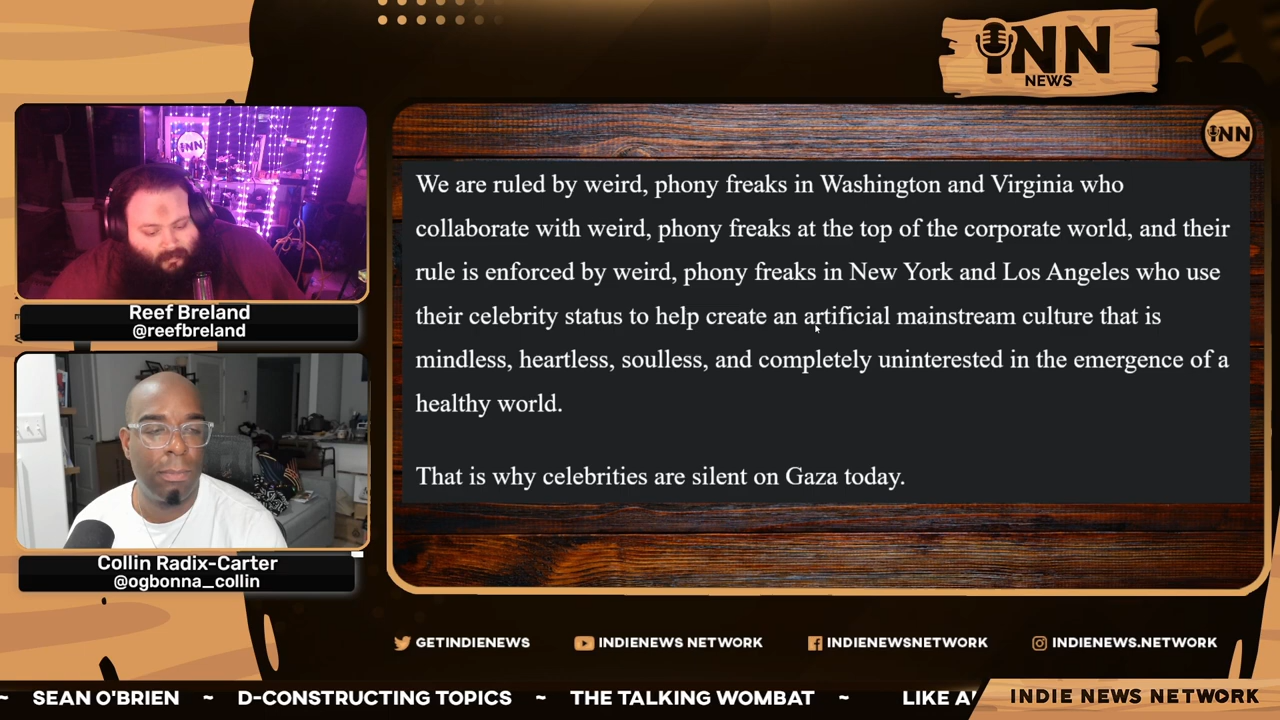 INN
NEWS
INN
INN
We are ruled by weird, phony freaks in Washington and Virginia who
collaborate with weird, phony freaks at the top of the corporate world, and their
rule is enforced by weird, phony freaks in New York and Los Angeles who use
their celebrity status to help create an artificial mainstream culture that is
mindless, heartless, soulless, and completely uninterested in the emergence of a
healthy world.
That is why celebrities are silent on Gaza today.
Reef Breland
@reefbreland
Collin Radix-Carter
@ogbonna_collin
GETINDIENEWS
INDIENEWS NETWORK
INDIENEWSNETWORK
INDIENEWS.NETWORK
~ SEAN O'BRIEN ~ D-CONSTRUCTING TOPICS ~ THE TALKING WOMBAT ~ LIKE
INDIE NEWS NETWORK